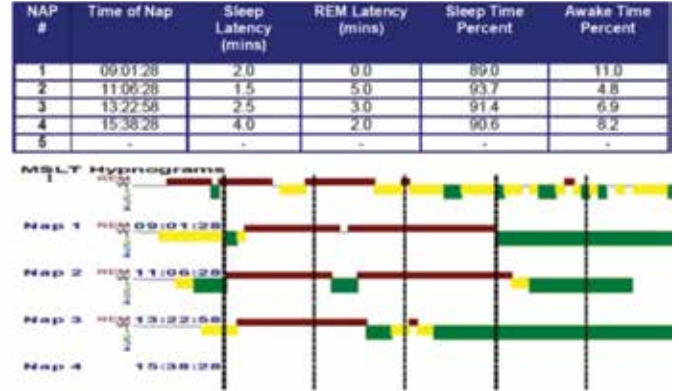 NAP Time of Nap Sleep REM Latency Sleep Time Awake Time
# Latency (mins) Percent Percent
(mins)
1 09:01:28 2.0 0.0 89.0 11.0
2 11:06:28 1.5 5.0 93.7 4.8
3 13:22:58 2.5 3.0 91.4 6.9
4 15:38:28 4.0 2.0 90.6 8.2
5 - - - - -
MSLT Hypnograms
REM
Nap 1 REM 09:01:28
Nap 2 REM 11:06:28
Nap 3 REM 13:22:58
Nap 4 15:38:28